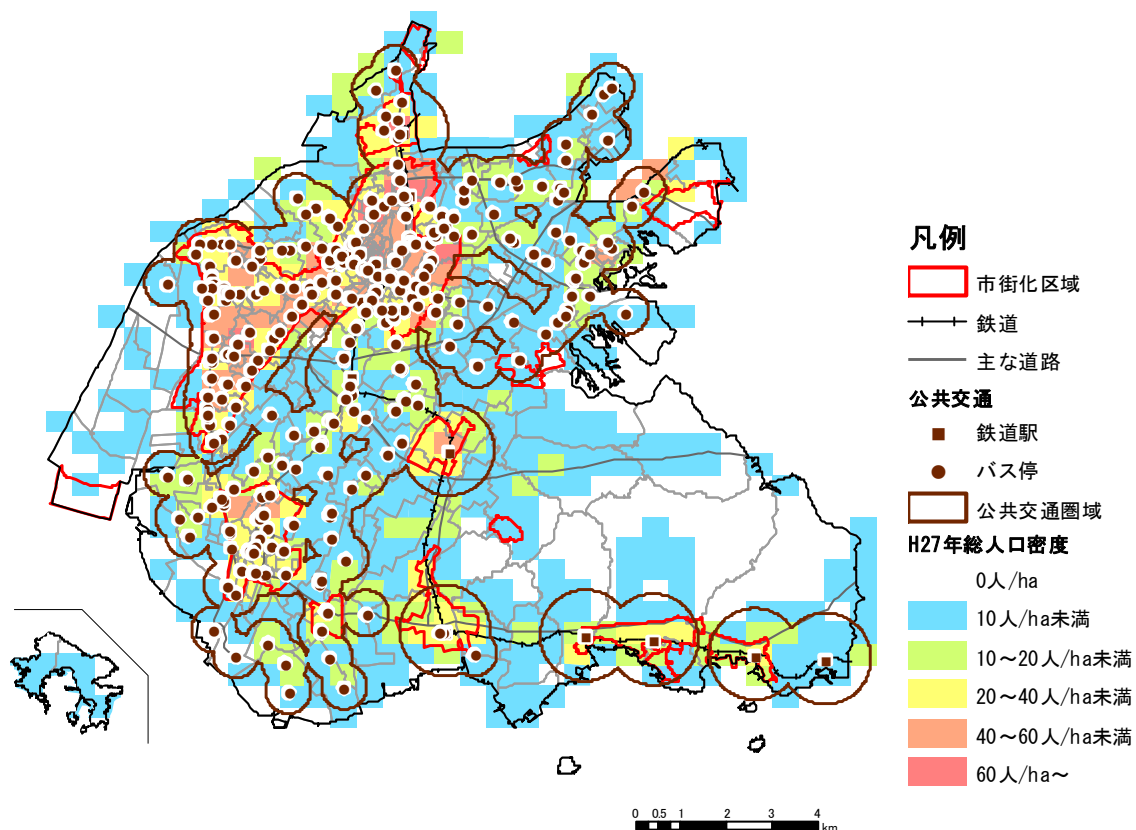 凡例
市街化区域
鉄道
主な道路
公共交通
鉄道駅
バス停
公共交通圏域
H27年総人口密度
0人/ha
10人/ha未満
10～20人/ha未満
20～40人/ha未満
40～60人/ha未満
60人/ha～
0 0.5 1 2 3 4
km